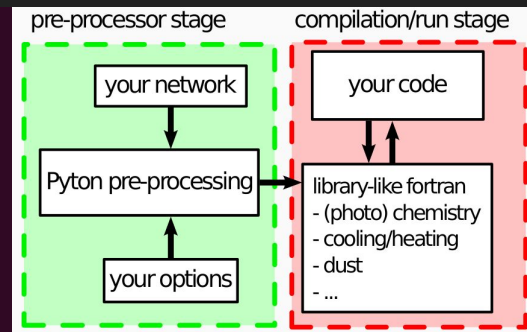 pre-processor stage
your network
Pyton pre-processing
your options
compilation/run stage
your code
library-like fortran
- (photo) chemistry
- cooling/heating
- dust
- ...